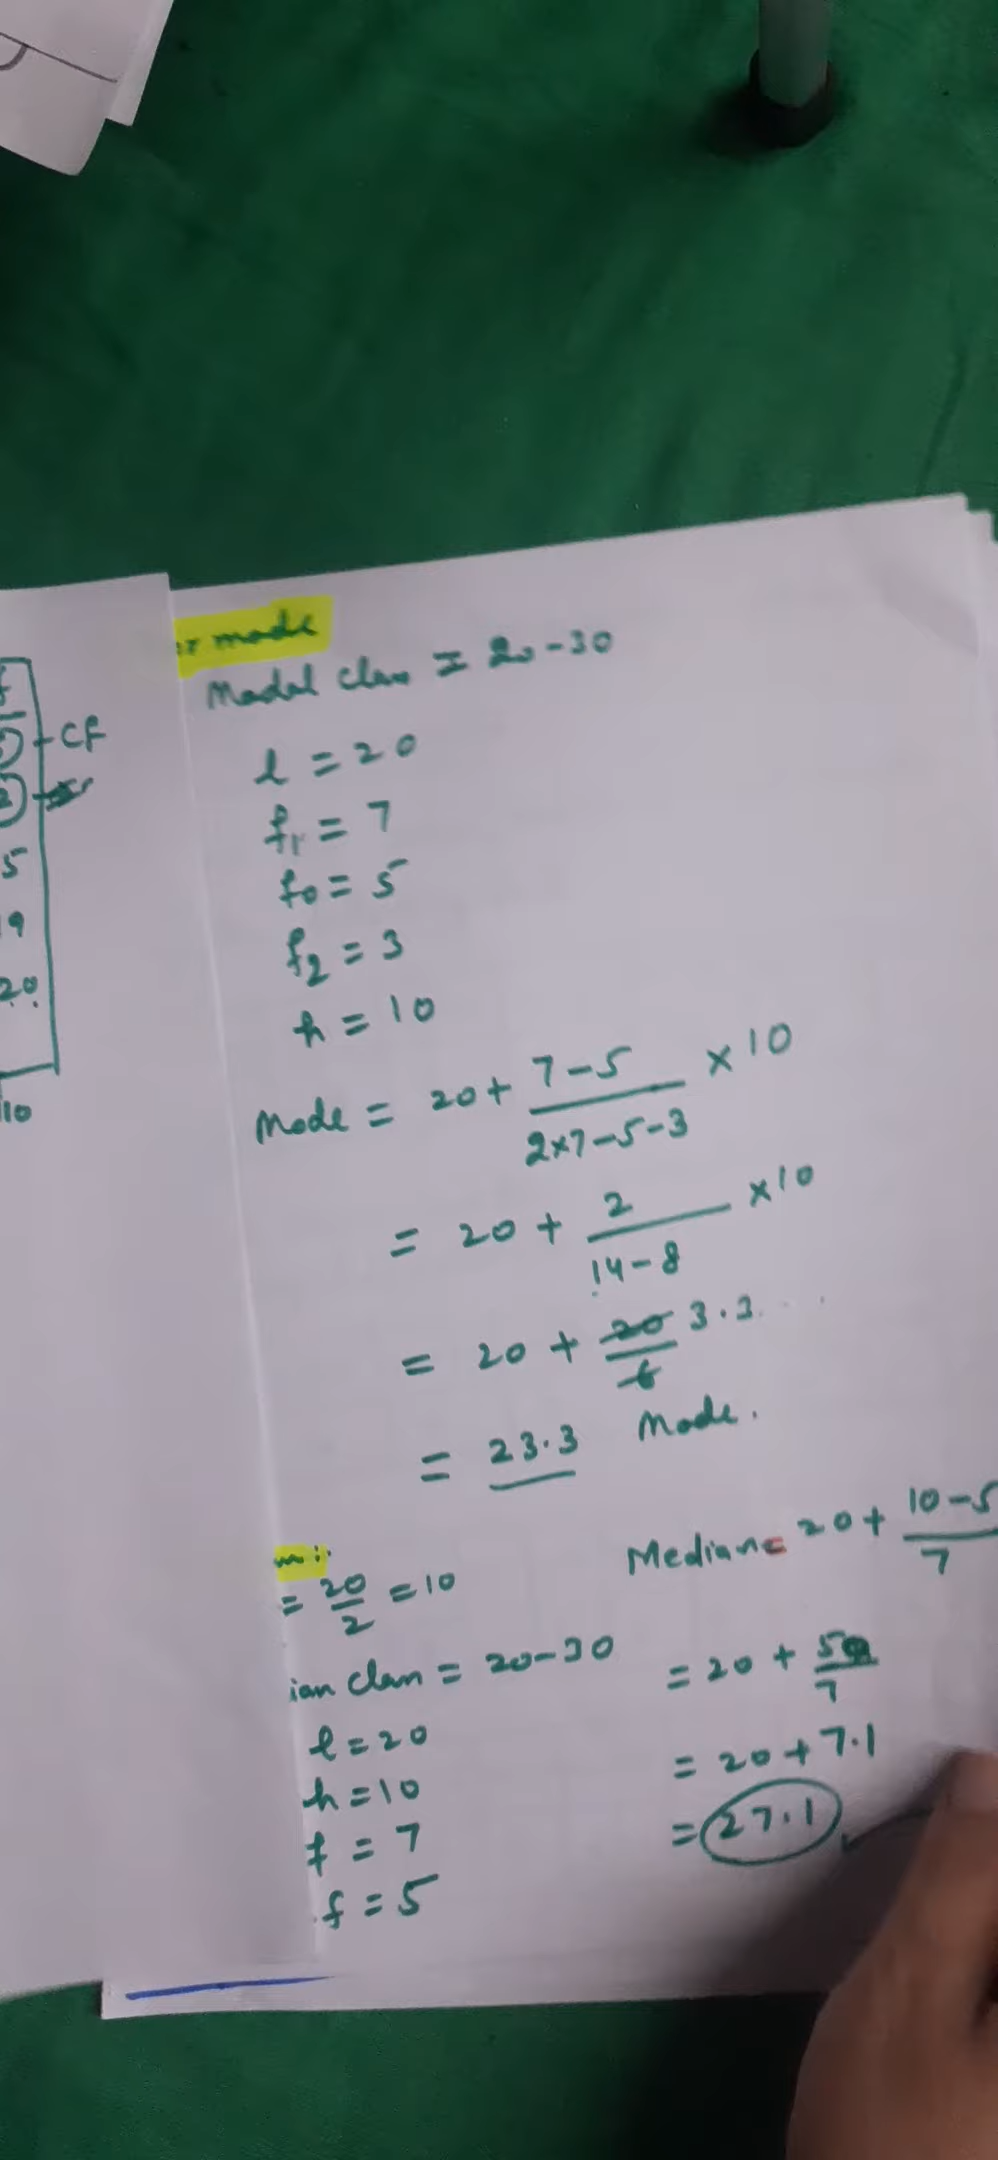 CF
5
19
20
10
mode
Modal class = 20-30
l = 20
f1 = 7
f0 = 5
f2 = 3
h = 10
Mode = 20 + 7-5 / 2×7-5-3 × 10
= 20 + 2 / 14-8 ×10
= 20 + 20 / 6 3.3...
= 23.3 Mode.
= 20 / 2 = 10
ian class = 20-30
l = 20
h = 10
f = 7
f = 5
Median = 20 + 10-5 / 7
= 20 + 50 / 7
= 20 + 7.1
= 27.1